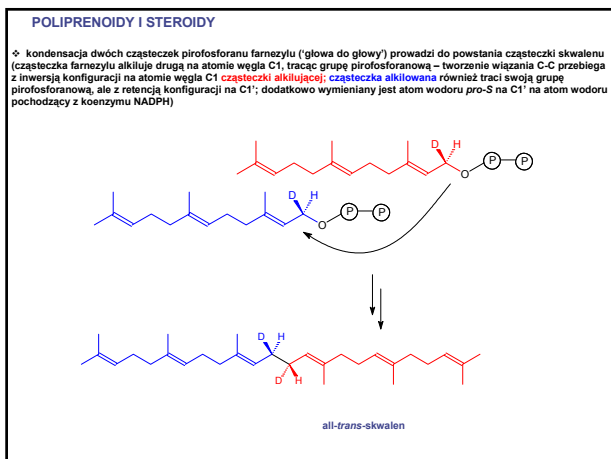 POLIPRENOIDY I STEROIDY
❖ kondensacja dwóch cząsteczek pirofosforanu farnezylu ('głowa do głowy') prowadzi do powstania cząsteczki skwalenu
(cząsteczka farnezylu alkiluje drugą na atomie węgla C1, tracąc grupę pirofosforanową – tworzenie wiązania C-C przebiega
z inwersją konfiguracji na atomie węgla C1 cząsteczki alkilującej; cząsteczka alkilowana również traci swoją grupę
pirofosforanową, ale z retencją konfiguracji na C1'; dodatkowo wymieniany jest atom wodoru pro-S na C1' na atom wodoru
pochodzący z koenzymu NADPH)
D H
O P P
D H
O P P
D H
D H
all-trans-skwalen